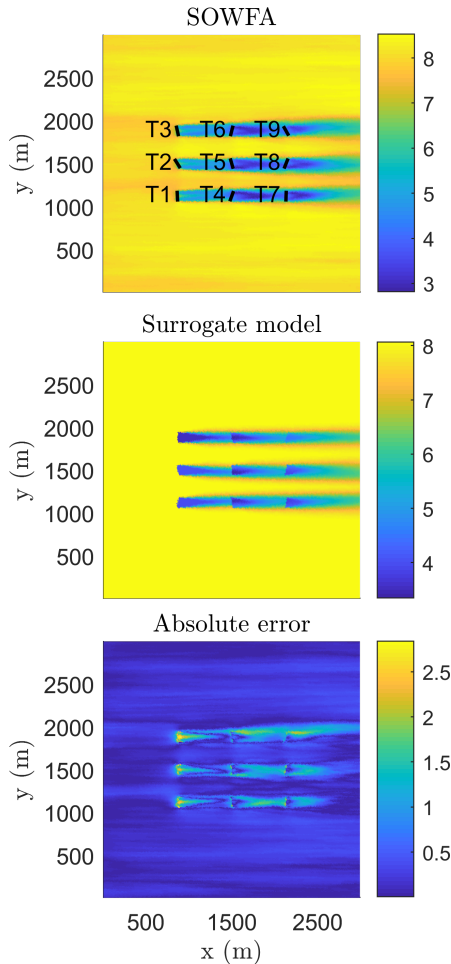 SOWFA
y (m)
2500
2000
1500
1000
500
T3 T6 T9
T2 T5 T8
T1 T4 T7
8
7
6
5
4
3
Surrogate model
y (m)
2500
2000
1500
1000
500
8
7
6
5
4
Absolute error
y (m)
2500
2000
1500
1000
500
2.5
2
1.5
1
0.5
500 1500 2500
x (m)